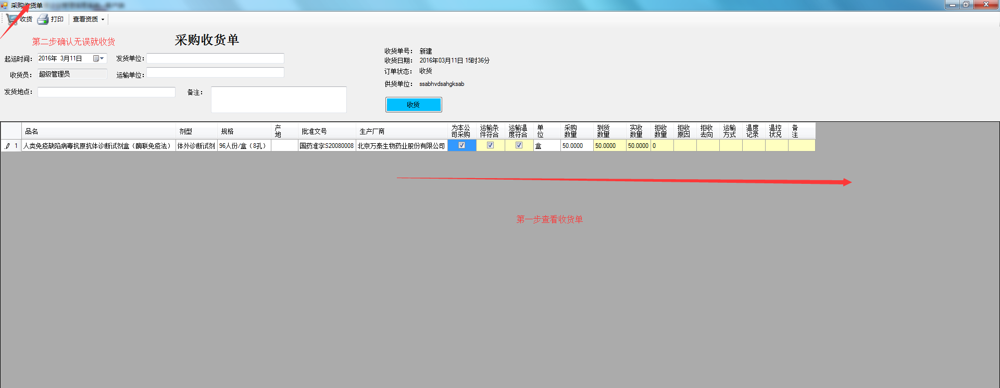 采购收货单
收货 打印 查看资质
第二步确认无误就收货
采购收货单
起运时间： 2016年 3月11日 发货单位：
收货员： 超级管理员 运输单位：
发货地点： 备注：
收货单号： 新建
收货日期： 2016年03月11日 15时36分
订单状态： 收货
供货单位： ssabhvdsahgksab
收货
品名 剂型 规格 产地 批准文号 生产厂商 为本公司采购 运输条件符合 运输温度符合 单位 采购数量 到货数量 实收数量 拒收数量 拒收原因 拒收去向 运输方式 温度记录 温控状况 备注
1 人类免疫缺陷病毒抗原抗体诊断试剂盒（酶联免疫法） 体外诊断试剂 96人份/盒（8孔） 国药准字S20080008 北京万泰生物药业股份有限公司 盒 50.0000 50.0000 50.0000 0
第一步查看收货单